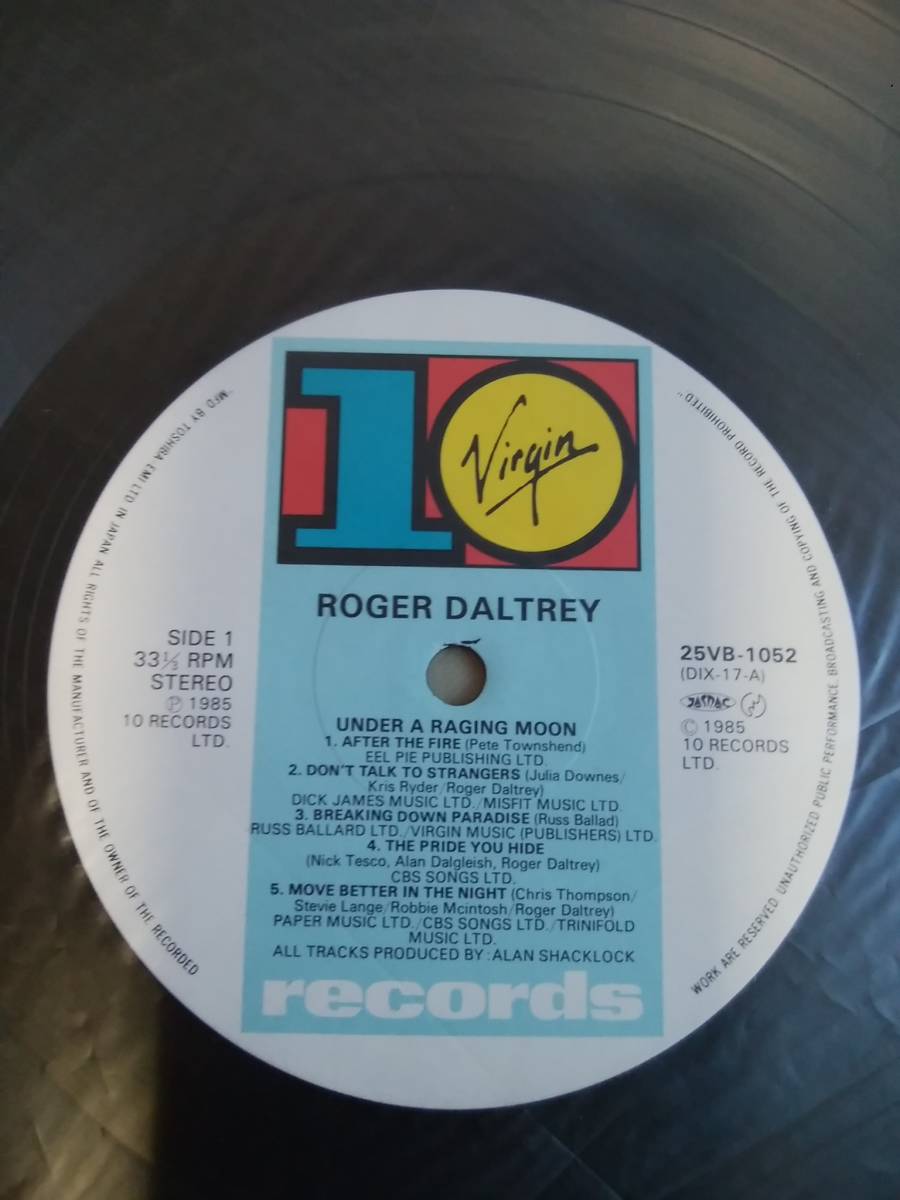 10
Virgin
ROGER DALTREY
SIDE 1
33⅓ RPM
STEREO
Ⓟ 1985
10 RECORDS
LTD.
25VB-1052
(DIX-17-A)
JASRAC
© 1985
10 RECORDS
LTD.
UNDER A RAGING MOON
1. AFTER THE FIRE (Pete Townshend)
EEL PIE PUBLISHING LTD.
2. DON'T TALK TO STRANGERS (Julia Downes/
Kris Ryder/Roger Daltrey)
DICK JAMES MUSIC LTD./MISFIT MUSIC LTD.
3. BREAKING DOWN PARADISE (Russ Ballad)
RUSS BALLARD LTD./VIRGIN MUSIC (PUBLISHERS) LTD.
4. THE PRIDE YOU HIDE
(Nick Tesco, Alan Dalgleish, Roger Daltrey)
CBS SONGS LTD.
5. MOVE BETTER IN THE NIGHT (Chris Thompson/
Stevie Lange/Robbie Mcintosh/Roger Daltrey)
PAPER MUSIC LTD./CBS SONGS LTD./TRINIFOLD
MUSIC LTD.
ALL TRACKS PRODUCED BY: ALAN SHACKLOCK
records
"MFD BY TOSHIBA EMI LTD IN JAPAN ALL RIGHTS OF THE MANUFACTURER AND OF THE OWNER OF THE RECORDED
WORK ARE RESERVED. UNAUTHORIZED PUBLIC PERFORMANCE, BROADCASTING AND COPYING OF THE RECORD PROHIBITED"